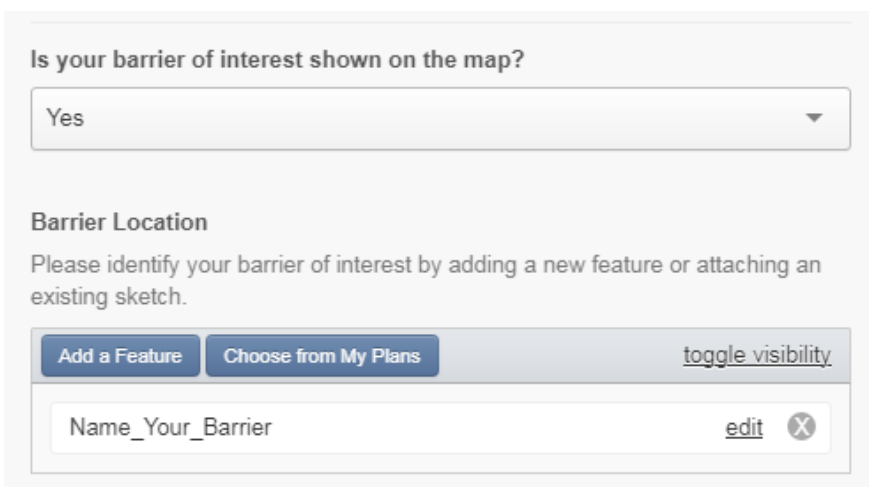 Is your barrier of interest shown on the map?
Yes
Barrier Location
Please identify your barrier of interest by adding a new feature or attaching an
existing sketch.
Add a Feature Choose from My Plans toggle visibility
Name_Your_Barrier edit X